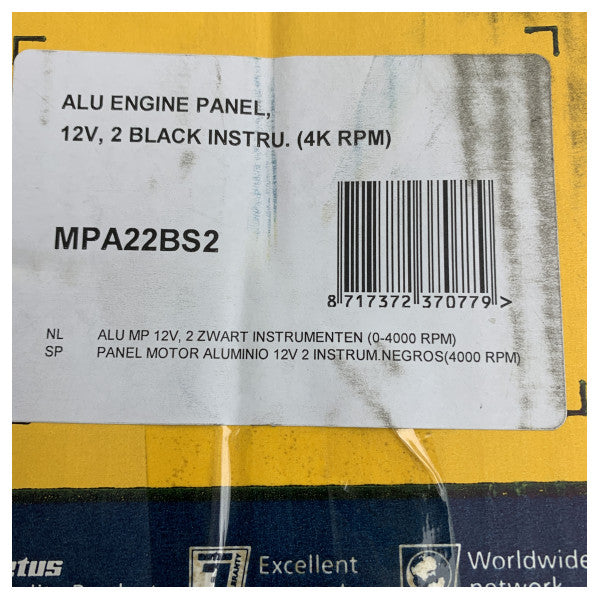 ALU ENGINE PANEL,
12V, 2 BLACK INSTRU. (4K RPM)
MPA22BS2
8 717372 370779 >
NL ALU MP 12V, 2 ZWART INSTRUMENTEN (0-4000 RPM)
SP PANEL MOTOR ALUMINIO 12V 2 INSTRUM.NEGROS(4000 RPM)
Excellent
Worldwide
network